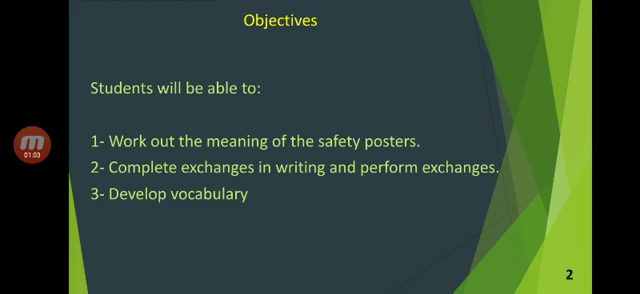 Objectives
Students will be able to:
1- Work out the meaning of the safety posters.
2- Complete exchanges in writing and perform exchanges.
3- Develop vocabulary
m
01:03
2